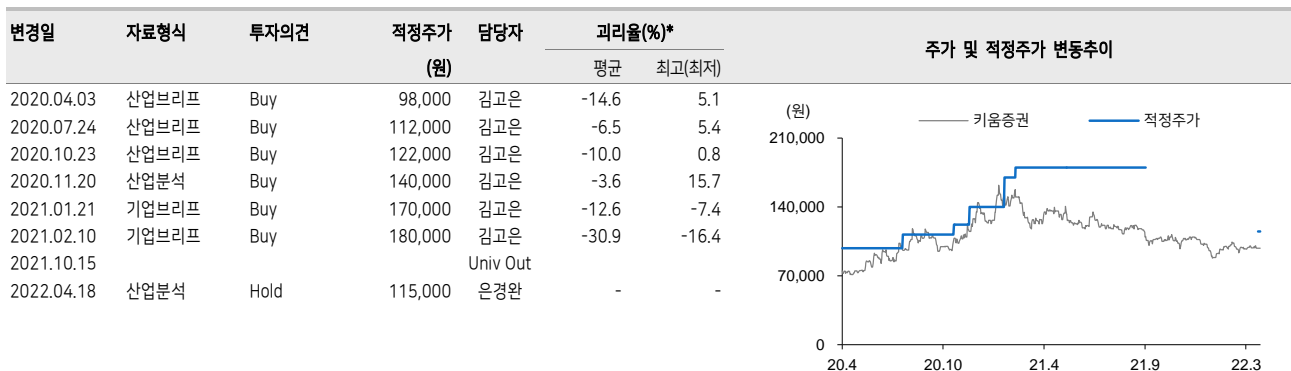 변경일 자료형식 투자의견 적정주가 담당자 괴리율(%)* 주가 및 적정주가 변동추이
(원) 평균 최고(최저)
2020.04.03 산업브리프 Buy 98,000 김고은 -14.6 5.1
2020.07.24 산업브리프 Buy 112,000 김고은 -6.5 5.4
2020.10.23 산업브리프 Buy 122,000 김고은 -10.0 0.8
2020.11.20 산업분석 Buy 140,000 김고은 -3.6 15.7
2021.01.21 기업브리프 Buy 170,000 김고은 -12.6 -7.4
2021.02.10 기업브리프 Buy 180,000 김고은 -30.9 -16.4
2021.10.15 Univ Out
2022.04.18 산업분석 Hold 115,000 은경완 - -
(원)
키움증권 적정주가
210,000
140,000
70,000
0
20.4 20.10 21.4 21.9 22.3